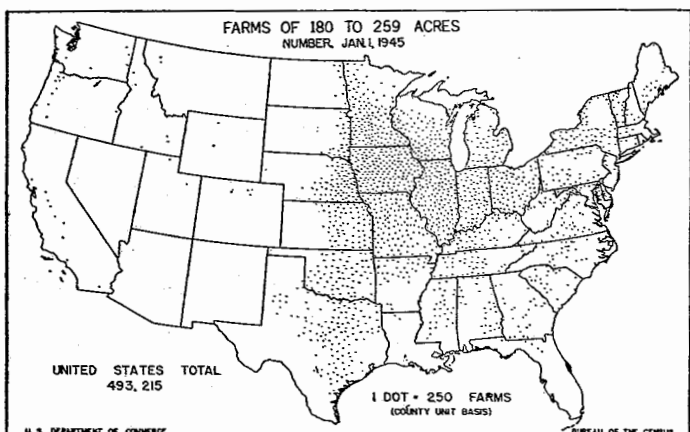 FARMS OF 180 TO 259 ACRES
NUMBER, JAN. 1, 1945
UNITED STATES TOTAL
493,215
1 DOT = 250 FARMS
(COUNTY UNIT BASIS)
U. S. DEPARTMENT OF COMMERCE
BUREAU OF THE CENSUS